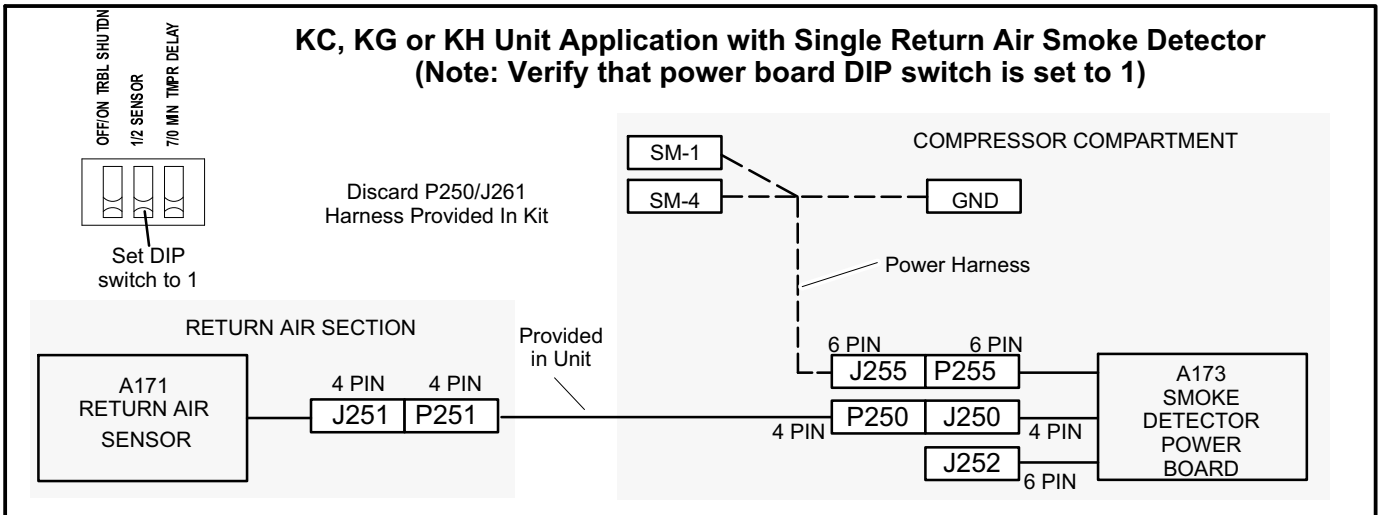 KC, KG or KH Unit Application with Single Return Air Smoke Detector
(Note: Verify that power board DIP switch is set to 1)
OFF/ON TRBL SHUTDN
1/2 SENSOR
7/0 MIN TMPR DELAY
Set DIP
switch to 1
Discard P250/J261
Harness Provided In Kit
COMPRESSOR COMPARTMENT
SM-1
SM-4
GND
Power Harness
RETURN AIR SECTION
A171
RETURN AIR
SENSOR
4 PIN
4 PIN
J251
P251
Provided
in Unit
6 PIN
6 PIN
J255
P255
4 PIN
P250
J250
4 PIN
J252
6 PIN
A173
SMOKE
DETECTOR
POWER
BOARD